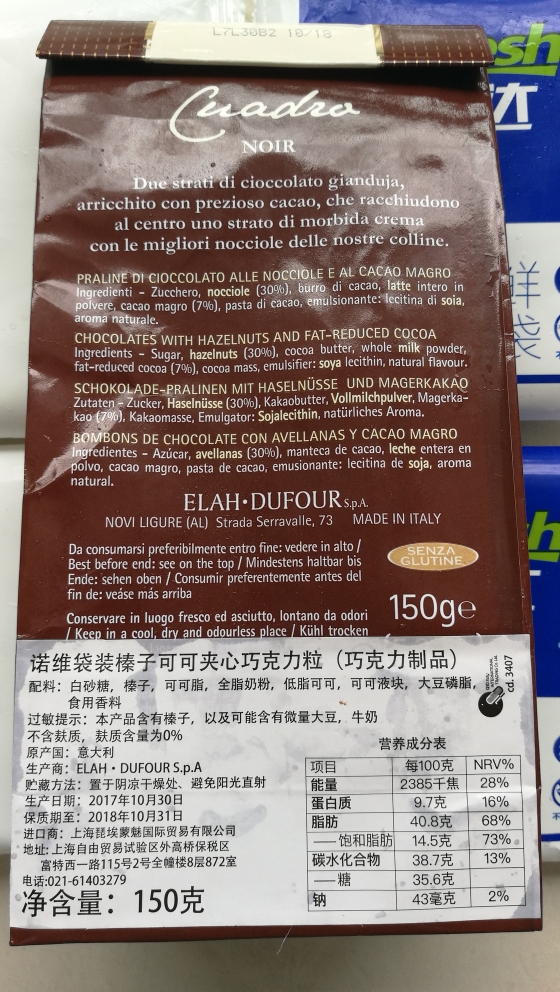 L7L30B2 10/18
Cuadro
NOIR
Due strati di cioccolato gianduja,
arricchito con prezioso cacao, che racchiudono
al centro uno strato di morbida crema
con le migliori nocciole delle nostre colline.
PRALINE DI CIOCCOLATO ALLE NOCCIOLE E AL CACAO MAGRO
Ingredienti - Zucchero, nocciole (30%), burro di cacao, latte intero in
polvere, cacao magro (7%), pasta di cacao, emulsionante: lecitina di soia,
aroma naturale.
CHOCOLATES WITH HAZELNUTS AND FAT-REDUCED COCOA
Ingredients - Sugar, hazelnuts (30%), cocoa butter, whole milk powder,
fat-reduced cocoa (7%), cocoa mass, emulsifier: soya lecithin, natural flavour.
SCHOKOLADE-PRALINEN MIT HASELNÜSSE UND MAGERKAKAO
Zutaten - Zucker, Haselnüsse (30%), Kakaobutter, Vollmilchpulver, Magerka-
kao (7%), Kakaomasse, Emulgator: Sojalecithin, natürliches Aroma.
BOMBONS DE CHOCOLATE CON AVELLANAS Y CACAO MAGRO
Ingredientes - Azúcar, avellanas (30%), manteca de cacao, leche entera en
polvo, cacao magro, pasta de cacao, emusionante: lecitina de soja, aroma
natural.
ELAH•DUFOUR S.p.A.
NOVI LIGURE (AL) Strada Serravalle, 73 MADE IN ITALY
Da consumarsi preferibilmente entro fine: vedere in alto /
Best before end: see on the top / Mindestens haltbar bis
Ende: sehen oben / Consumir preferentemente antes del
fin de: veáse más arriba
SENZA
GLUTINE
150g℮
Conservare in luogo fresco ed asciutto, lontano da odori
/ Keep in a cool, dry and odourless place / Kühl trocken
诺维袋装榛子可可夹心巧克力粒（巧克力制品）
配料：白砂糖，榛子，可可脂，全脂奶粉，低脂可可，可可液块，大豆磷脂，
食用香料
cd. 3407
过敏提示：本产品含有榛子，以及可能含有微量大豆，牛奶
不含麸质，麸质含量为0%
原产国：意大利
生产商：ELAH • DUFOUR S.p.A
贮藏方法：置于阴凉干燥处、避免阳光直射
生产日期：2017年10月30日
保质期至：2018年10月31日
进口商：上海琨埃蒙魅国际贸易有限公司
地址：上海自由贸易试验区外高桥保税区
富特西一路115号2号全幢楼8层872室
电话:021-61403279
净含量：150克
营养成分表
项目 每100克 NRV%
能量 2385千焦 28%
蛋白质 9.7克 16%
脂肪 40.8克 68%
——饱和脂肪 14.5克 73%
碳水化合物 38.7克 13%
——糖 35.6克
钠 43毫克 2%
sh
达